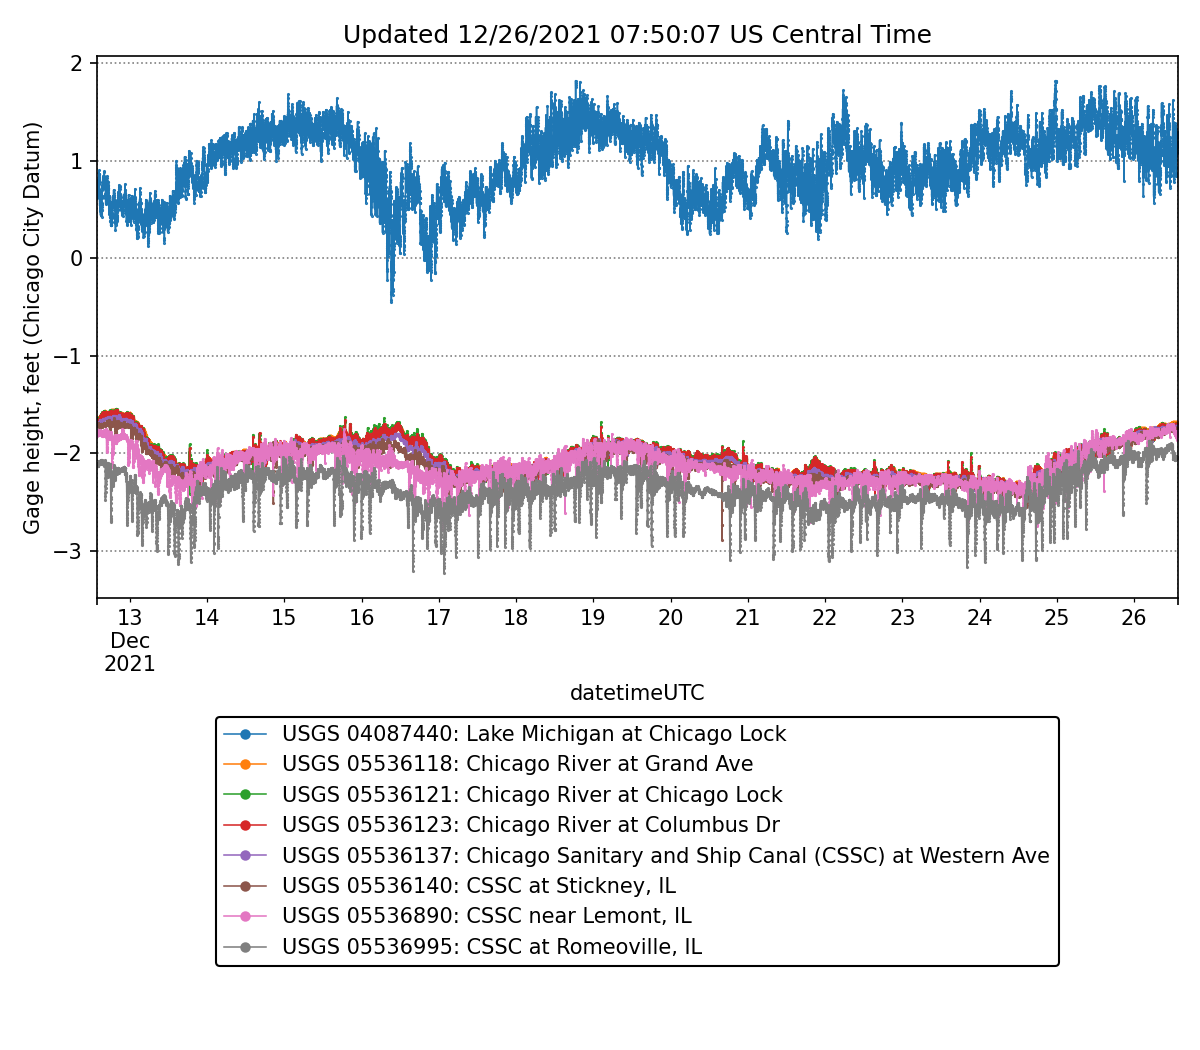 Updated 12/26/2021 07:50:07 US Central Time
Gage height, feet (Chicago City Datum)
2
1
0
−1
−2
−3
13 14 15 16 17 18 19 20 21 22 23 24 25 26
Dec
2021
datetimeUTC
USGS 04087440: Lake Michigan at Chicago Lock
USGS 05536118: Chicago River at Grand Ave
USGS 05536121: Chicago River at Chicago Lock
USGS 05536123: Chicago River at Columbus Dr
USGS 05536137: Chicago Sanitary and Ship Canal (CSSC) at Western Ave
USGS 05536140: CSSC at Stickney, IL
USGS 05536890: CSSC near Lemont, IL
USGS 05536995: CSSC at Romeoville, IL